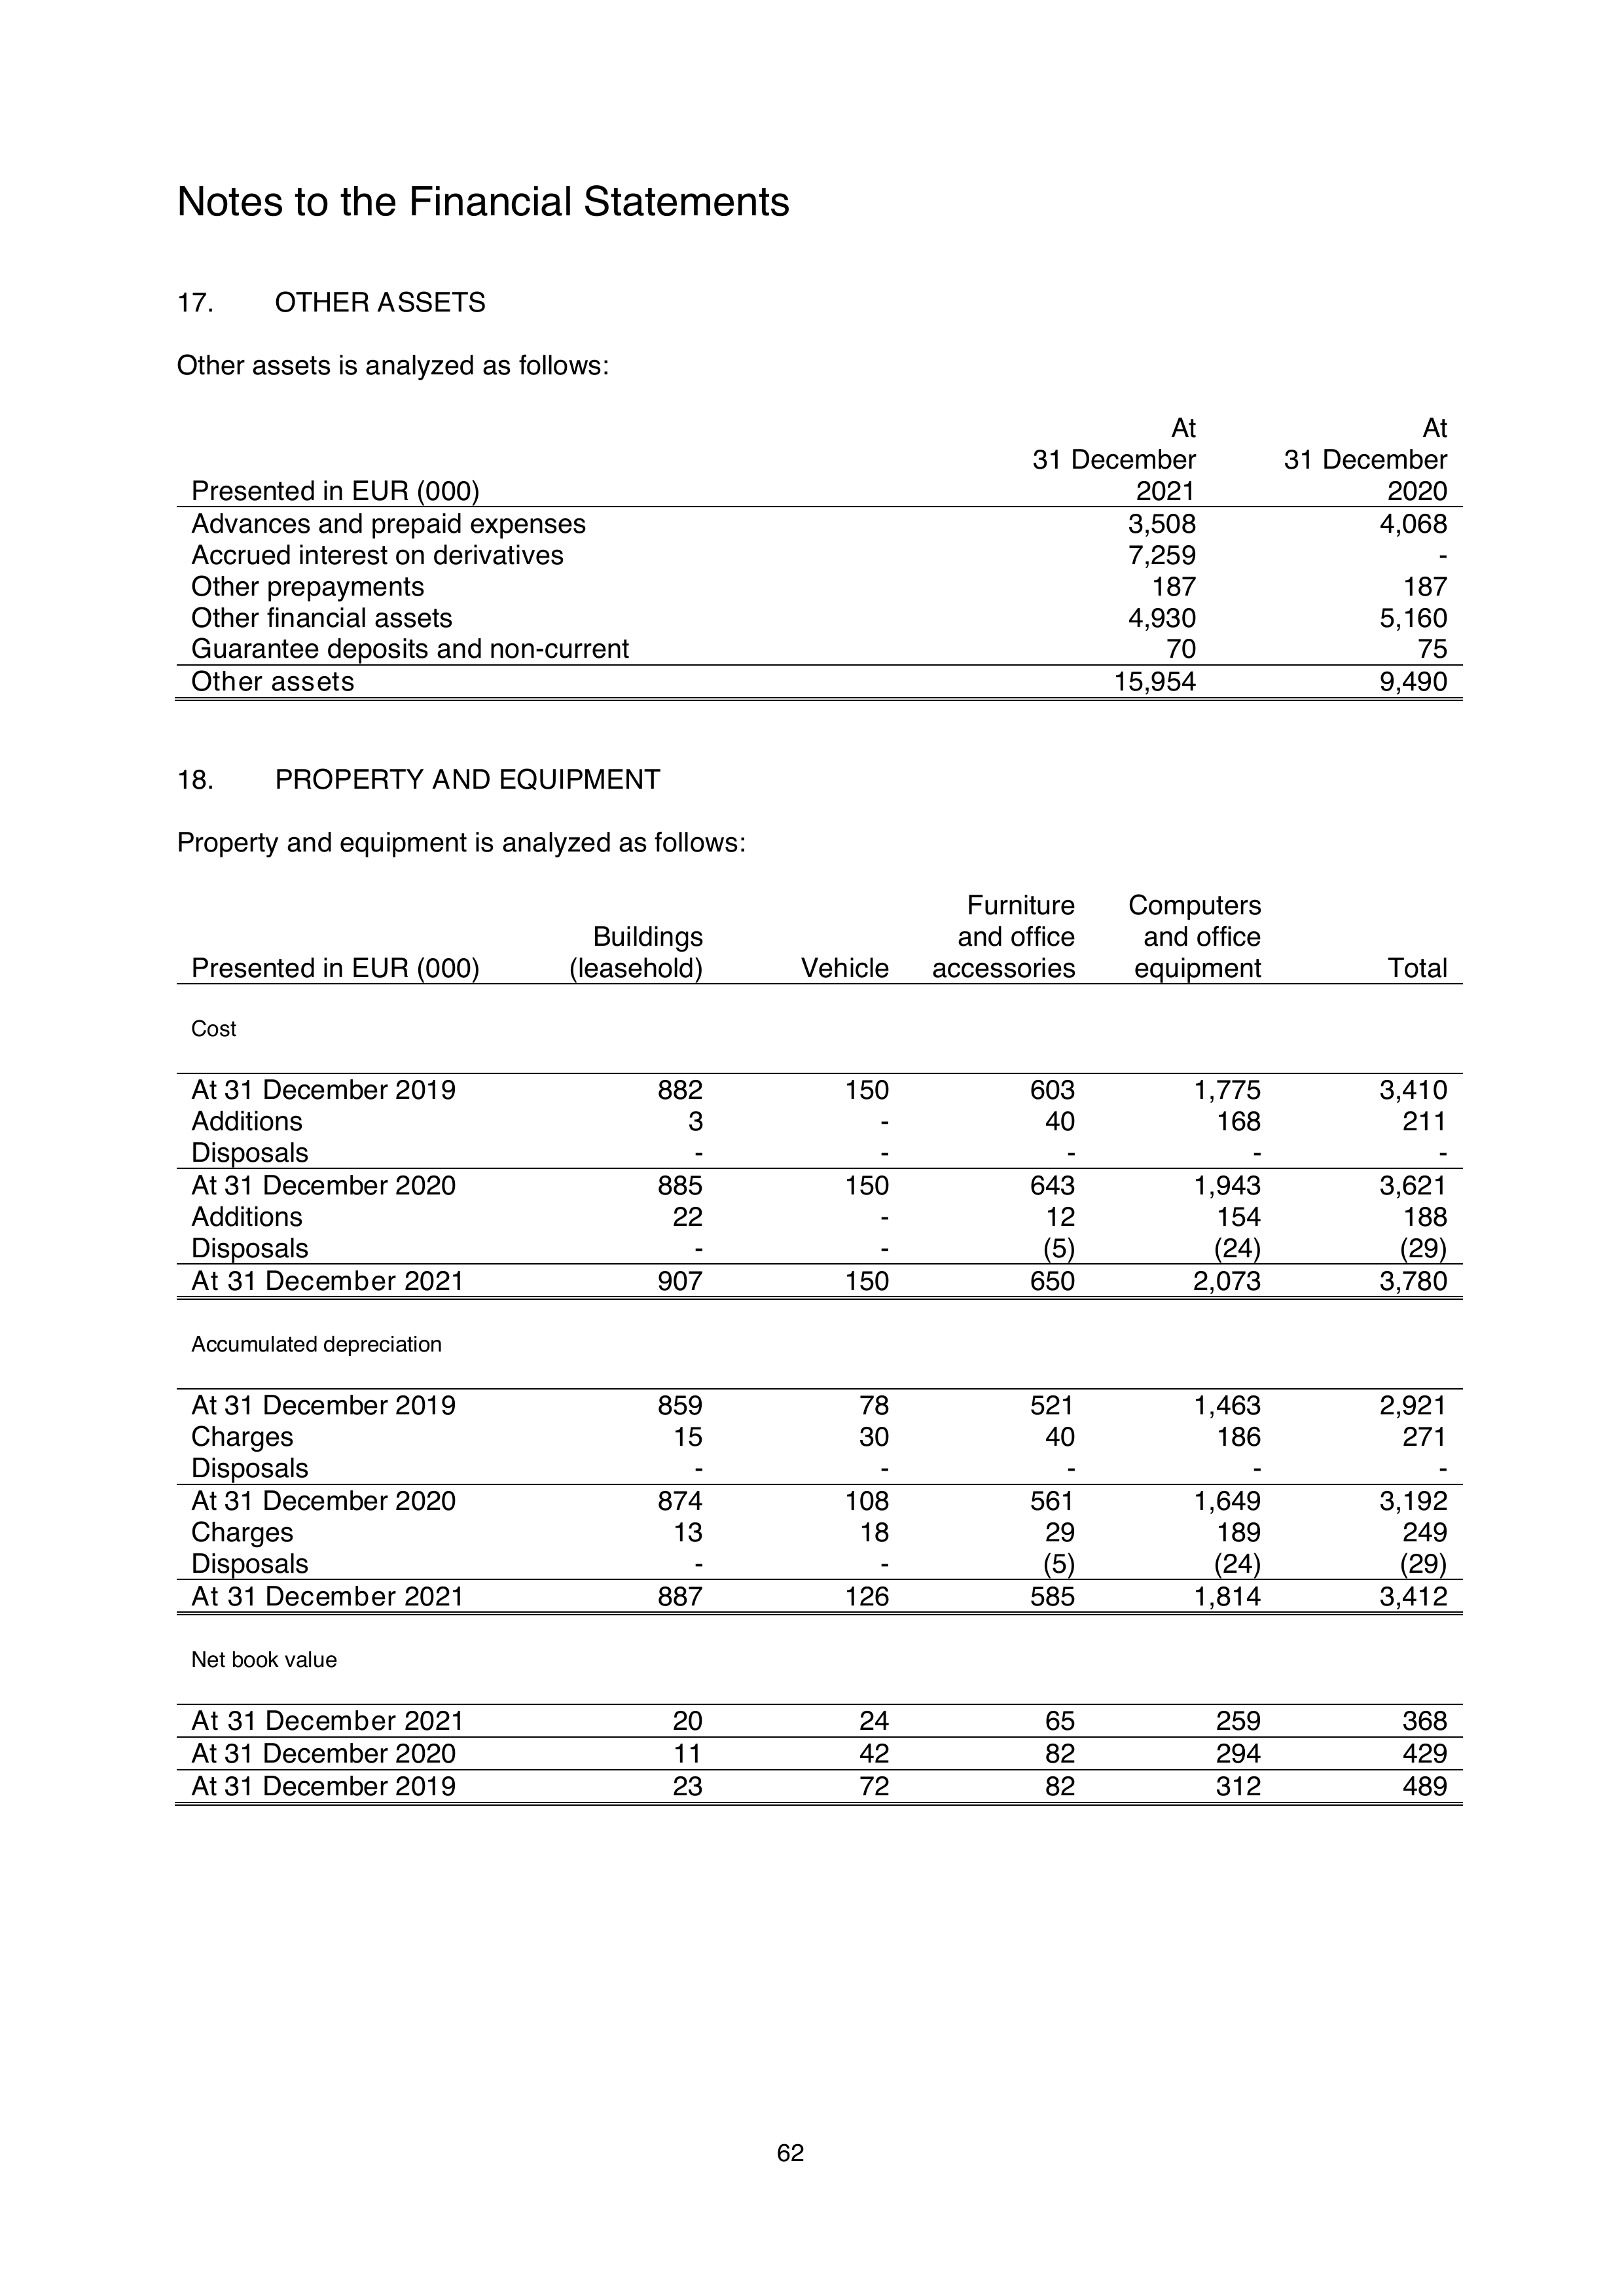 Notes to the Financial Statements
17. OTHER ASSETS
Other assets is analyzed as follows:
At At
31 December 31 December
Presented in EUR (000) 2021 2020
Advances and prepaid expenses 3,508 4,068
Accrued interest on derivatives 7,259 -
Other prepayments 187 187
Other financial assets 4,930 5,160
Guarantee deposits and non-current 70 75
Other assets 15,954 9,490
18. PROPERTY AND EQUIPMENT
Property and equipment is analyzed as follows:
Furniture Computers
Buildings and office and office
Presented in EUR (000) (leasehold) Vehicle accessories equipment Total
Cost
At 31 December 2019 882 150 603 1,775 3,410
Additions 3 - 40 168 211
Disposals - - - - -
At 31 December 2020 885 150 643 1,943 3,621
Additions 22 - 12 154 188
Disposals - - (5) (24) (29)
At 31 December 2021 907 150 650 2,073 3,780
Accumulated depreciation
At 31 December 2019 859 78 521 1,463 2,921
Charges 15 30 40 186 271
Disposals - - - - -
At 31 December 2020 874 108 561 1,649 3,192
Charges 13 18 29 189 249
Disposals - - (5) (24) (29)
At 31 December 2021 887 126 585 1,814 3,412
Net book value
At 31 December 2021 20 24 65 259 368
At 31 December 2020 11 42 82 294 429
At 31 December 2019 23 72 82 312 489
62